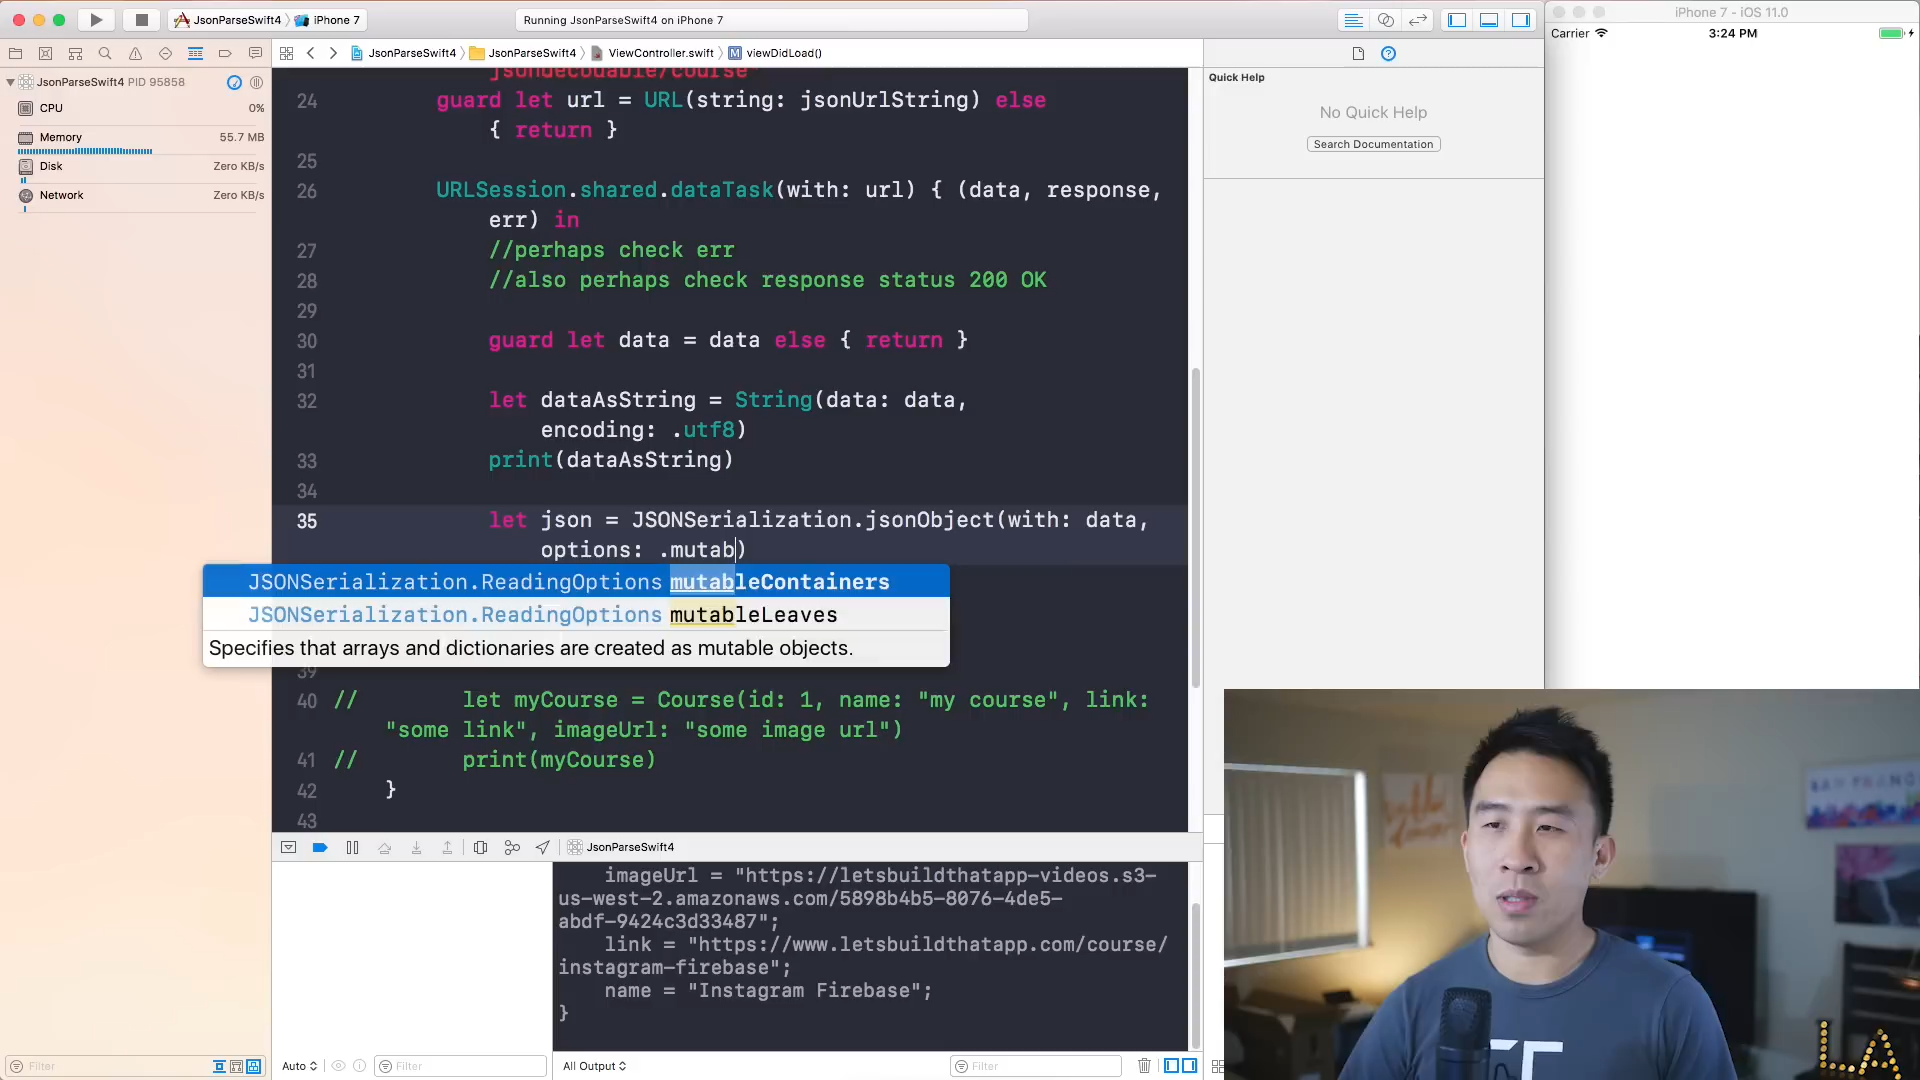 JsonParseSwift4 iPhone 7
Running JsonParseSwift4 on iPhone 7
iPhone 7 - iOS 11.0
Carrier 3:24 PM
JsonParseSwift4 JsonParseSwift4 ViewController.swift M viewDidLoad()
JsonParseSwift4 PID 95858
CPU 0%
Memory 55.7 MB
Disk Zero KB/s
Network Zero KB/s
Quick Help
No Quick Help
Search Documentation
jsondecodable/course"
24 guard let url = URL(string: jsonUrlString) else
{ return }
25
26 URLSession.shared.dataTask(with: url) { (data, response,
err) in
27 //perhaps check err
28 //also perhaps check response status 200 OK
29
30 guard let data = data else { return }
31
32 let dataAsString = String(data: data,
encoding: .utf8)
33 print(dataAsString)
34
35 let json = JSONSerialization.jsonObject(with: data,
options: .mutab)
JSONSerialization.ReadingOptions mutableContainers
JSONSerialization.ReadingOptions mutableLeaves
Specifies that arrays and dictionaries are created as mutable objects.
39
40 // let myCourse = Course(id: 1, name: "my course", link:
"some link", imageUrl: "some image url")
41 // print(myCourse)
42 }
43
JsonParseSwift4
imageUrl = "https://letsbuildthatapp-videos.s3-
us-west-2.amazonaws.com/5898b4b5-8076-4de5-
abdf-9424c3d33487";
link = "https://www.letsbuildthatapp.com/course/
instagram-firebase";
name = "Instagram Firebase";
}
Filter
Auto
Filter
All Output
Filter
LA